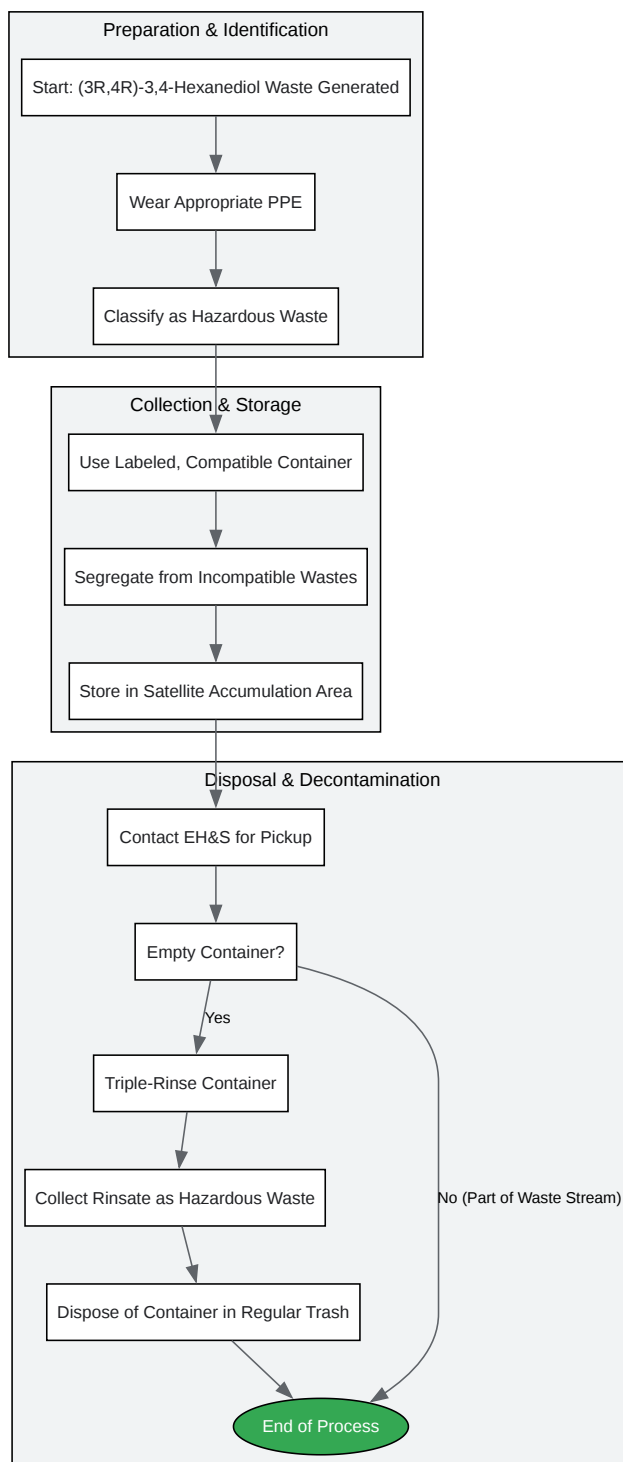 Preparation & Identification
Start: (3R,4R)-3,4-Hexanediol Waste Generated
Wear Appropriate PPE
Classify as Hazardous Waste
Collection & Storage
Use Labeled, Compatible Container
Segregate from Incompatible Wastes
Store in Satellite Accumulation Area
Disposal & Decontamination
Contact EH&S for Pickup
Empty Container?
Yes
Triple-Rinse Container
Collect Rinsate as Hazardous Waste
No (Part of Waste Stream)
Dispose of Container in Regular Trash
End of Process